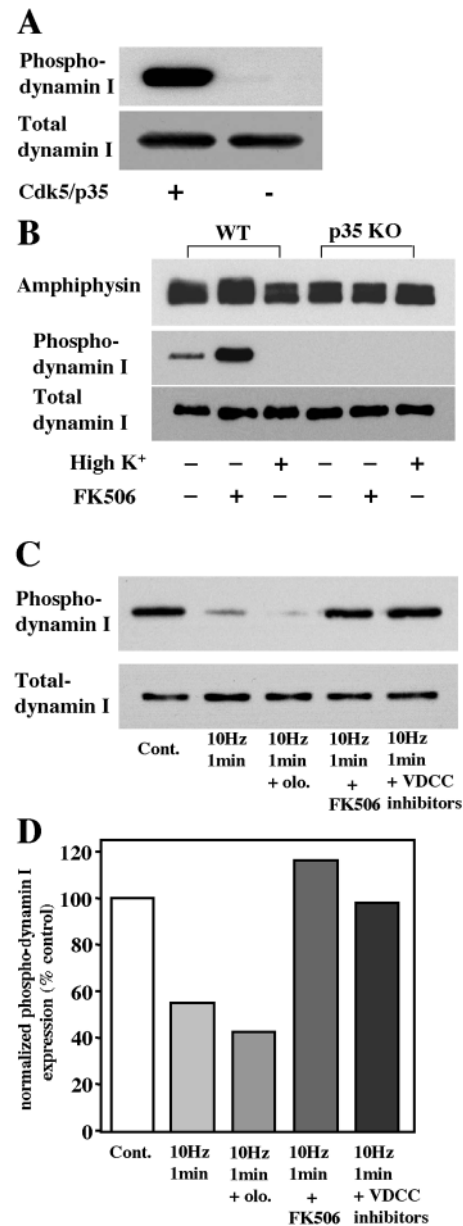 A
Phospho-
dynamin I
Total
dynamin I
Cdk5/p35 + -
B
WT p35 KO
Amphiphysin
Phospho-
dynamin I
Total
dynamin I
High K⁺ – – + – – +
FK506 – + – – + –
C
Phospho-
dynamin I
Total-
dynamin I
Cont.
10Hz
1min
10Hz
1min
+ olo.
10Hz
1min
+
FK506
10Hz
1min
+ VDCC
inhibitors
D
normalized phospho-dynamin I
expression (% control)
120
100
80
60
40
20
0
Cont.
10Hz
1min
10Hz
1min
+ olo.
10Hz
1min
+
FK506
10Hz
1min
+ VDCC
inhibitors